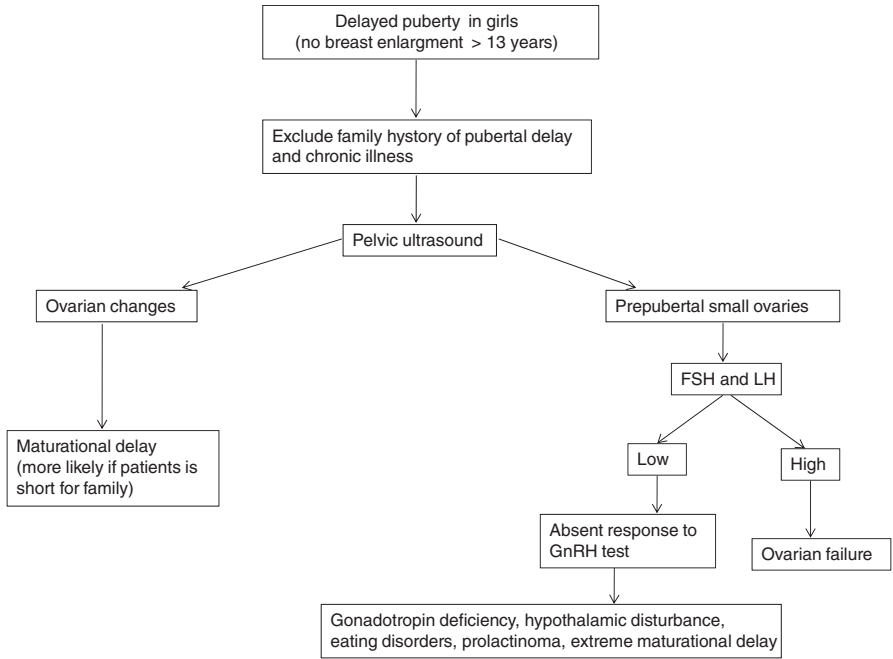 Delayed puberty in girls
(no breast enlargment > 13 years)
Exclude family hystory of pubertal delay
and chronic illness
Pelvic ultrasound
Ovarian changes
Prepubertal small ovaries
FSH and LH
Maturational delay
(more likely if patients is
short for family)
Low
High
Absent response to
GnRH test
Ovarian failure
Gonadotropin deficiency, hypothalamic disturbance,
eating disorders, prolactinoma, extreme maturational delay